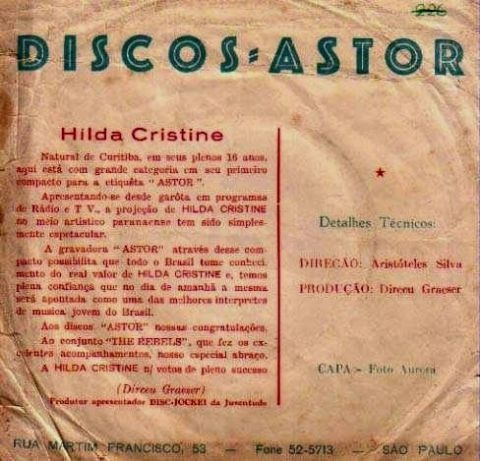 226
DISCOS=ASTOR
Hilda Cristine
Natural de Curitiba, em seus plenos 16 anos,
aqui está com grande categoria em seu primeiro
compacto para a etiquêta "ASTOR".
Apresentando-se desde garôta em programas
de Rádio e T V., a projeção de HILDA CRISTINE
no meio artístico paranaense tem sido simples-
mente espetacular.
A gravadora "ASTOR" através desse com-
pacto possibilita que todo o Brasil tome conheci-
mento do real valor de HILDA CRISTINE e, temos
plena confiança que no dia de amanhã a mesma
será apontada como uma das melhores interpretes
de musica jovem do Brasil.
Aos discos "ASTOR" nossas congratulações.
Ao conjunto "THE REBELS", que fez os ex-
celentes acompanhamentos, nosso especial abraço.
A HILDA CRISTINE n/ votos de pleno sucesso
(Dirceu Graeser)
Produtor apresentador DISC-JOCKEI da Juventude
Detalhes Técnicos:
DIREÇÃO: Aristóteles Silva
PRODUÇÃO: Dirceu Graeser
CAPA - Foto Aurora
RUA MARTIM FRANCISCO, 53 — Fone 52-5713 — SÃO PAULO